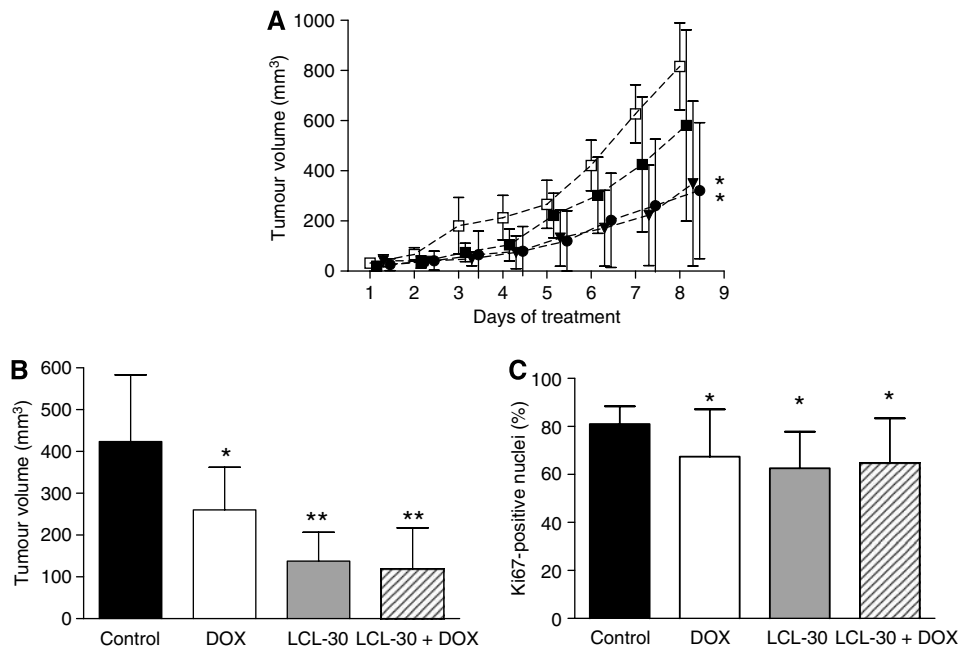 A
Tumour volume (mm³)
1000
800
600
400
200
0
*
*
1 2 3 4 5 6 7 8 9
Days of treatment
B
Tumour volume (mm³)
600
500
400
300
200
100
0
*
**
**
Control DOX LCL-30 LCL-30 + DOX
C
Ki67-positive nuclei (%)
100
80
60
40
20
0
*
*
*
Control DOX LCL-30 LCL-30 + DOX